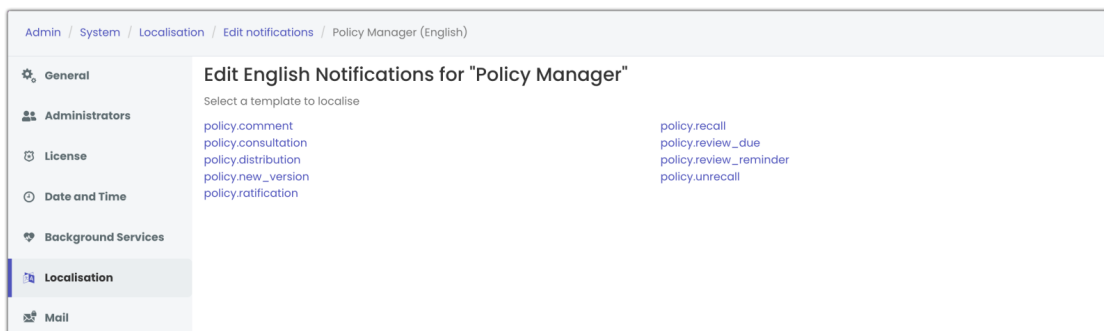 Admin / System / Localisation / Edit notifications / Policy Manager (English)
General
Administrators
License
Date and Time
Background Services
Localisation
Mail
Edit English Notifications for "Policy Manager"
Select a template to localise
policy.comment
policy.consultation
policy.distribution
policy.new_version
policy.ratification
policy.recall
policy.review_due
policy.review_reminder
policy.unrecall